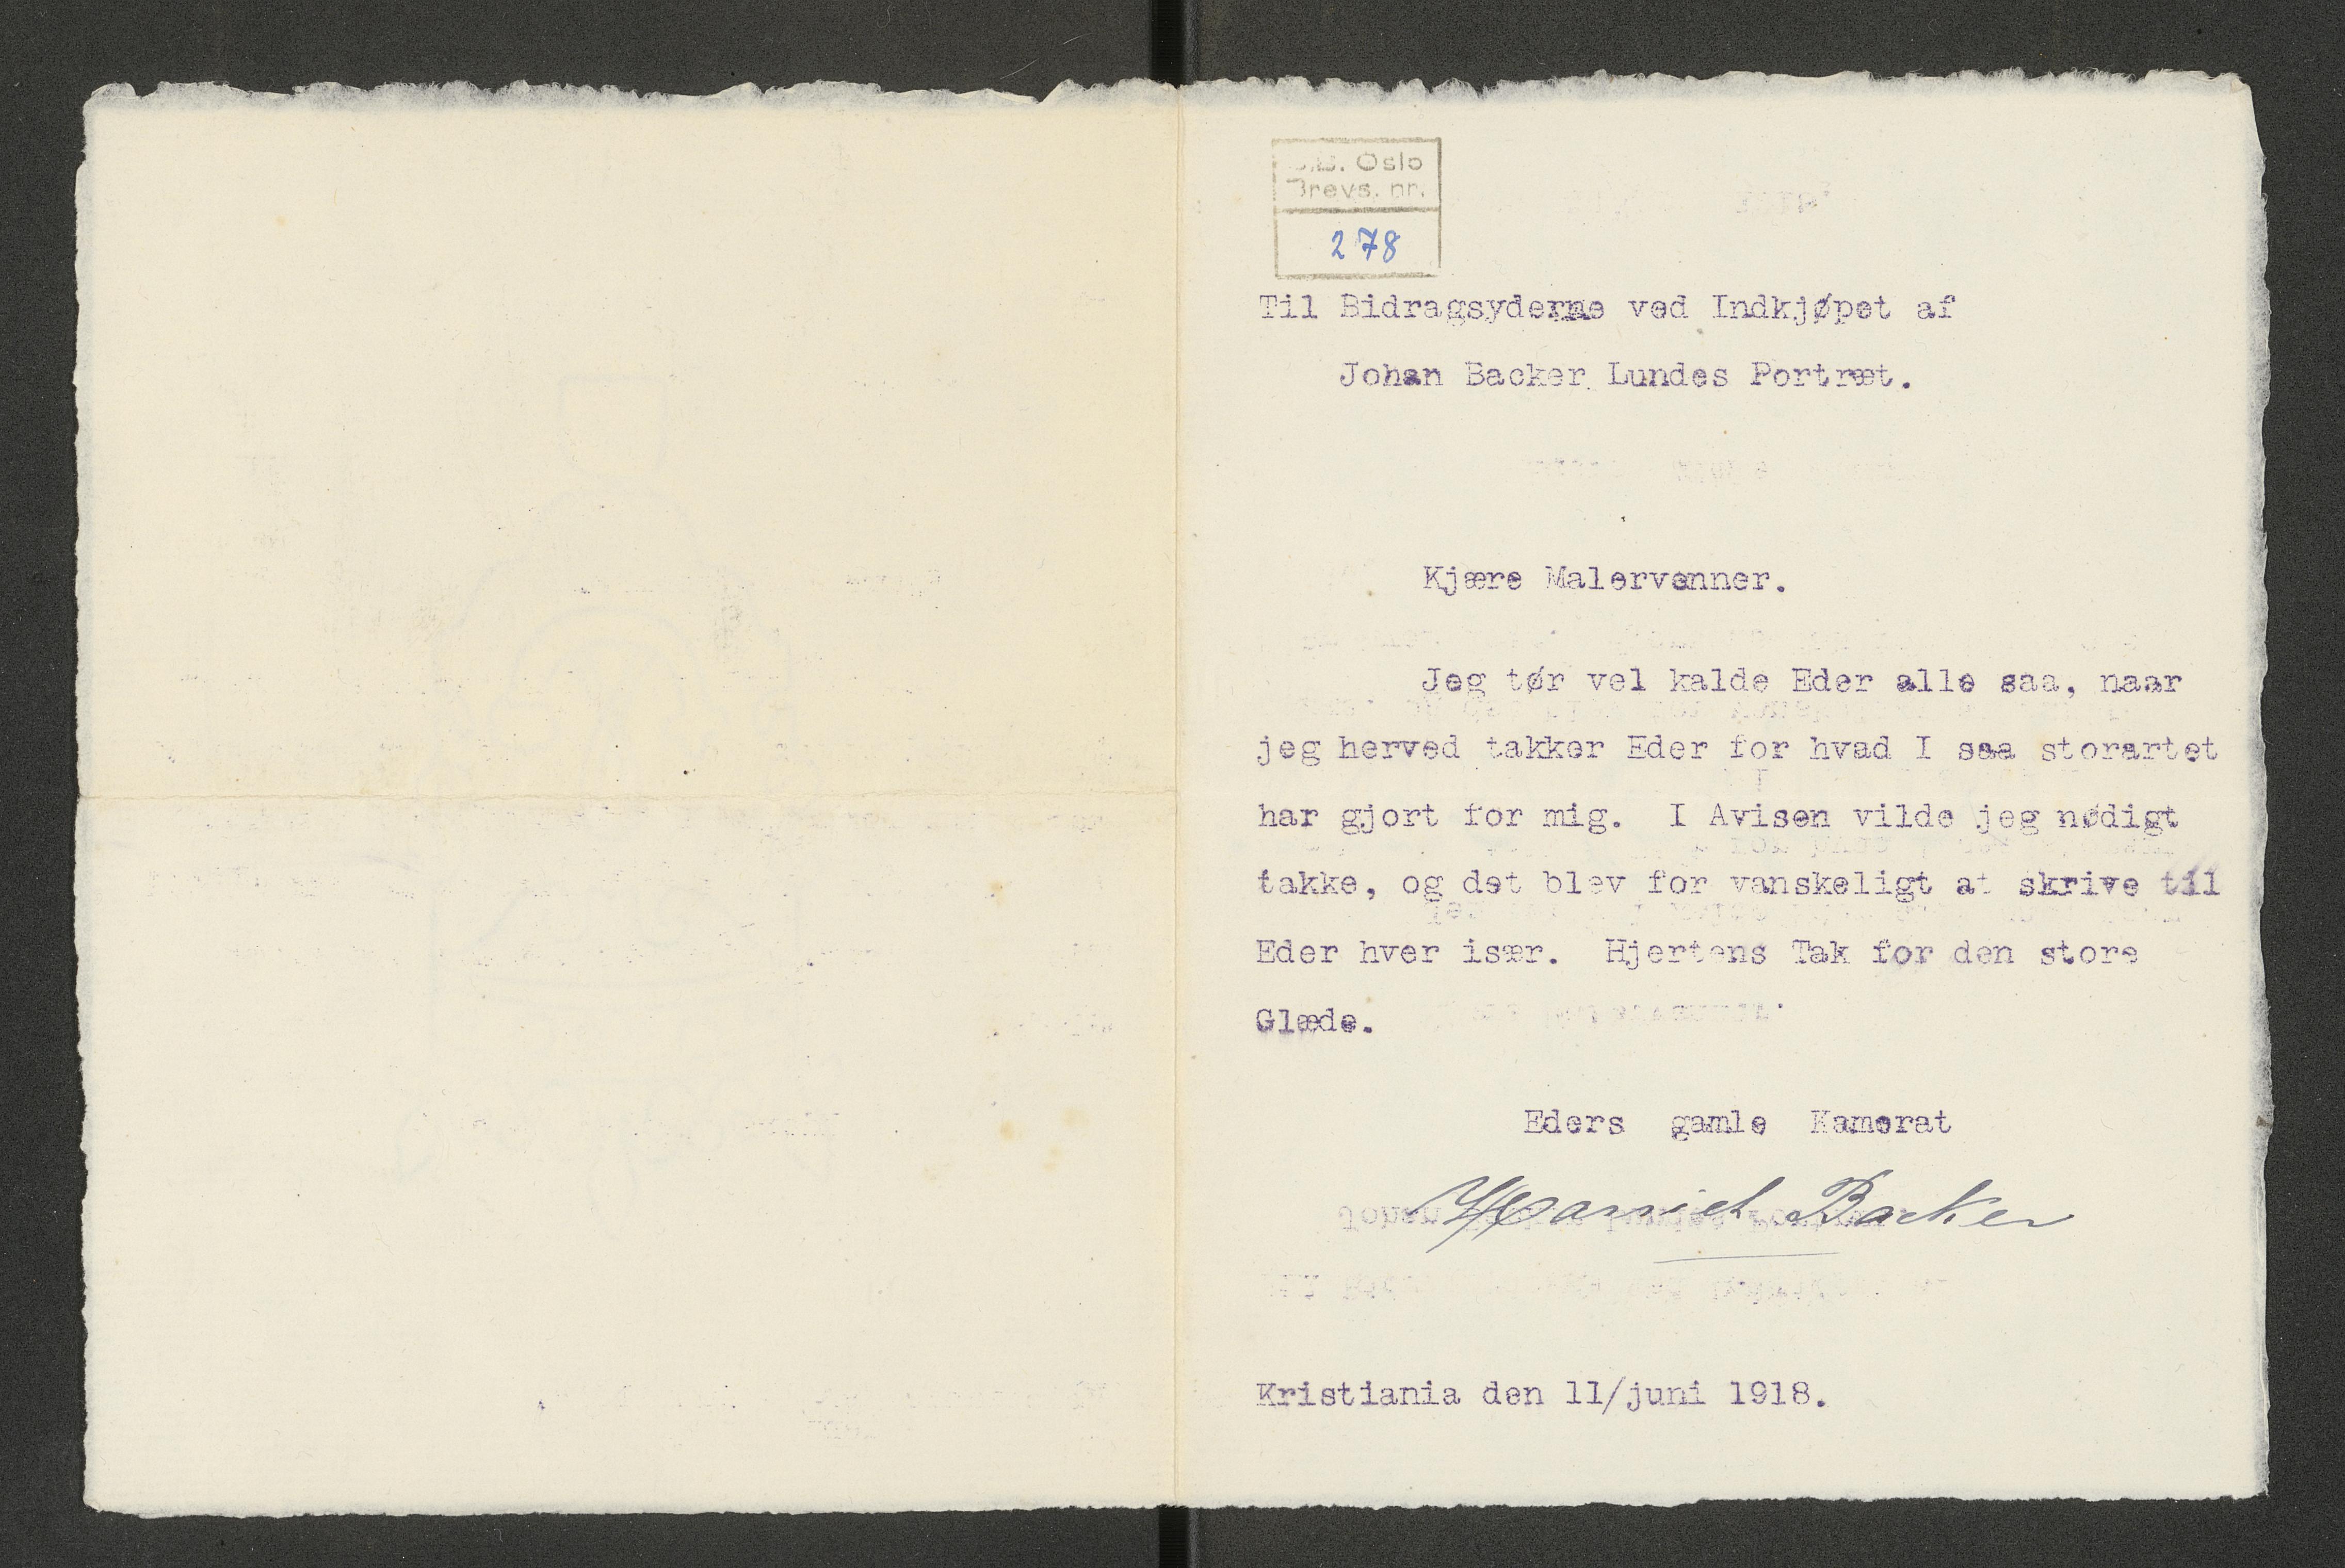 Oslo
Brevs. nr.
278
Til Bidragsyderne ved Indkjøpet af
Johan Backer Lundes Portræt.
Kjære Malervenner.
Jeg tør vel kalde Eder alle saa, naar
jeg herved takker Eder for hvad I saa storartet
har gjort for mig. I Avisen vilde jeg nødigt
takke, og det blev for vanskeligt at skrive til
Eder hver især. Hjertens Tak for den store
Glæde.
Eders gamle Kamerat
Harriet Backer
Kristiania den 11/juni 1918.